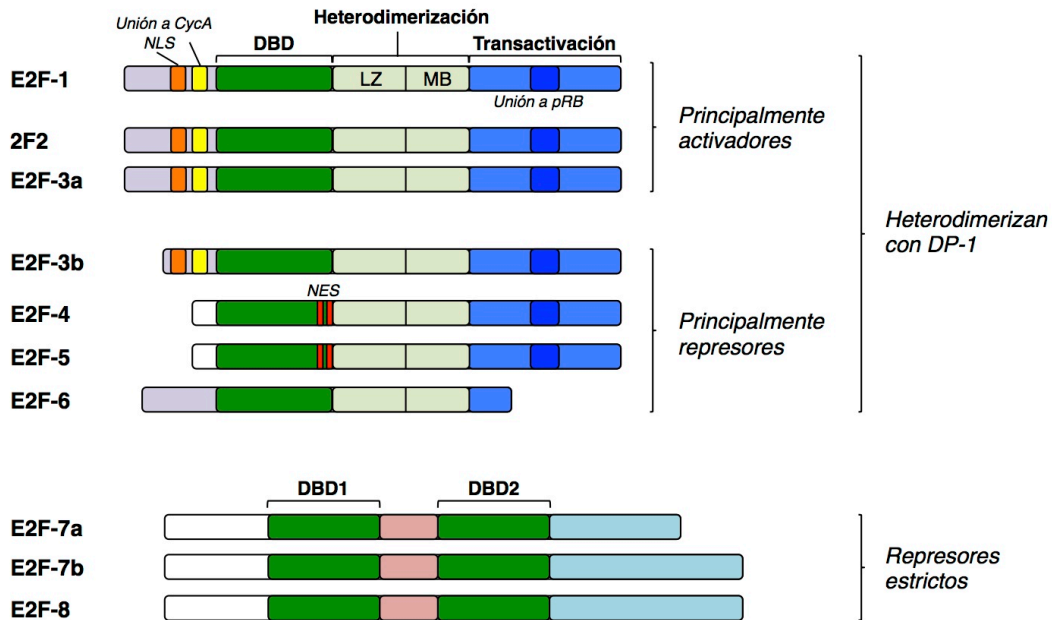 Unión a CycA
NLS
DBD
Heterodimerización
Transactivación
E2F-1
LZ
MB
Unión a pRB
2F2
E2F-3a
Principalmente
activadores
E2F-3b
NES
E2F-4
E2F-5
E2F-6
Principalmente
represores
Heterodimerizan
con DP-1
DBD1
DBD2
E2F-7a
E2F-7b
E2F-8
Represores
estrictos